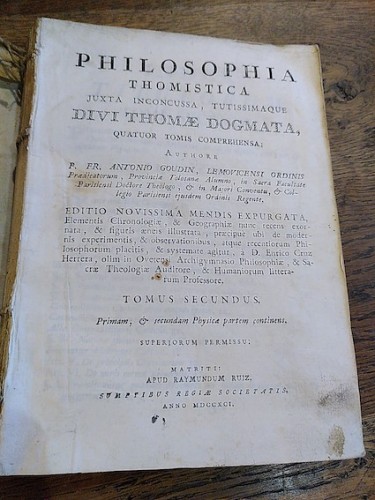 PHILOSOPHIA
THOMISTICA
JUXTA INCONCUSSA, TUTISSIMAQUE
DIVI THOMÆ DOGMATA,
QUATUOR TOMIS COMPREHENSA;
AUTHORE
P. FR. ANTONIO GOUDIN, LEMOVICENSI ORDINIS
Prædicatorum, Provinciæ Tolosanæ Alumno, in Sacra Facultate
Parisiensi Doctore Theologo, & in Majori Conventu, & Col-
legio Parisiensi ejusdem Ordinis Regente.
EDITIO NOVISSIMA MENDIS EXPURGATA,
Elementis Chronologiæ, & Geographiæ nunc recens exor-
nata, & figuris æneis illustrata, præcipuè ubi de moder-
nis experimentis, & observationibus, atque recentiorum Phi-
losophorum placitis, & systemate agitur, a D. Enrico Cruz
Herrera, olim in Ovetensi Archigymnasio Philosophiæ, & Sa-
cræ Theologiæ Auditore, & Humaniorum littera-
rum Professore.
TOMUS SECUNDUS.
Primam, & secundam Physicæ partem continens.
SUPERIORUM PERMISSU.
MATRITI:
APUD RAYMUNDUM RUIZ.
SUMPTIBUS REGIÆ SOCIETATIS.
ANNO MDCCXCI.